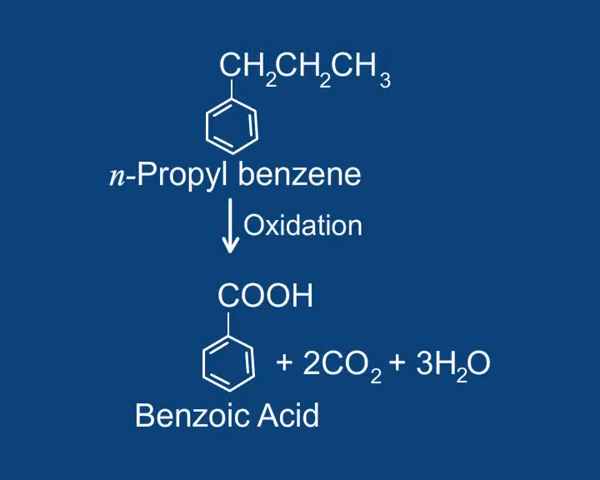 CH₂CH₂CH₃
n-Propyl benzene
Oxidation
COOH
+ 2CO₂ + 3H₂O
Benzoic Acid